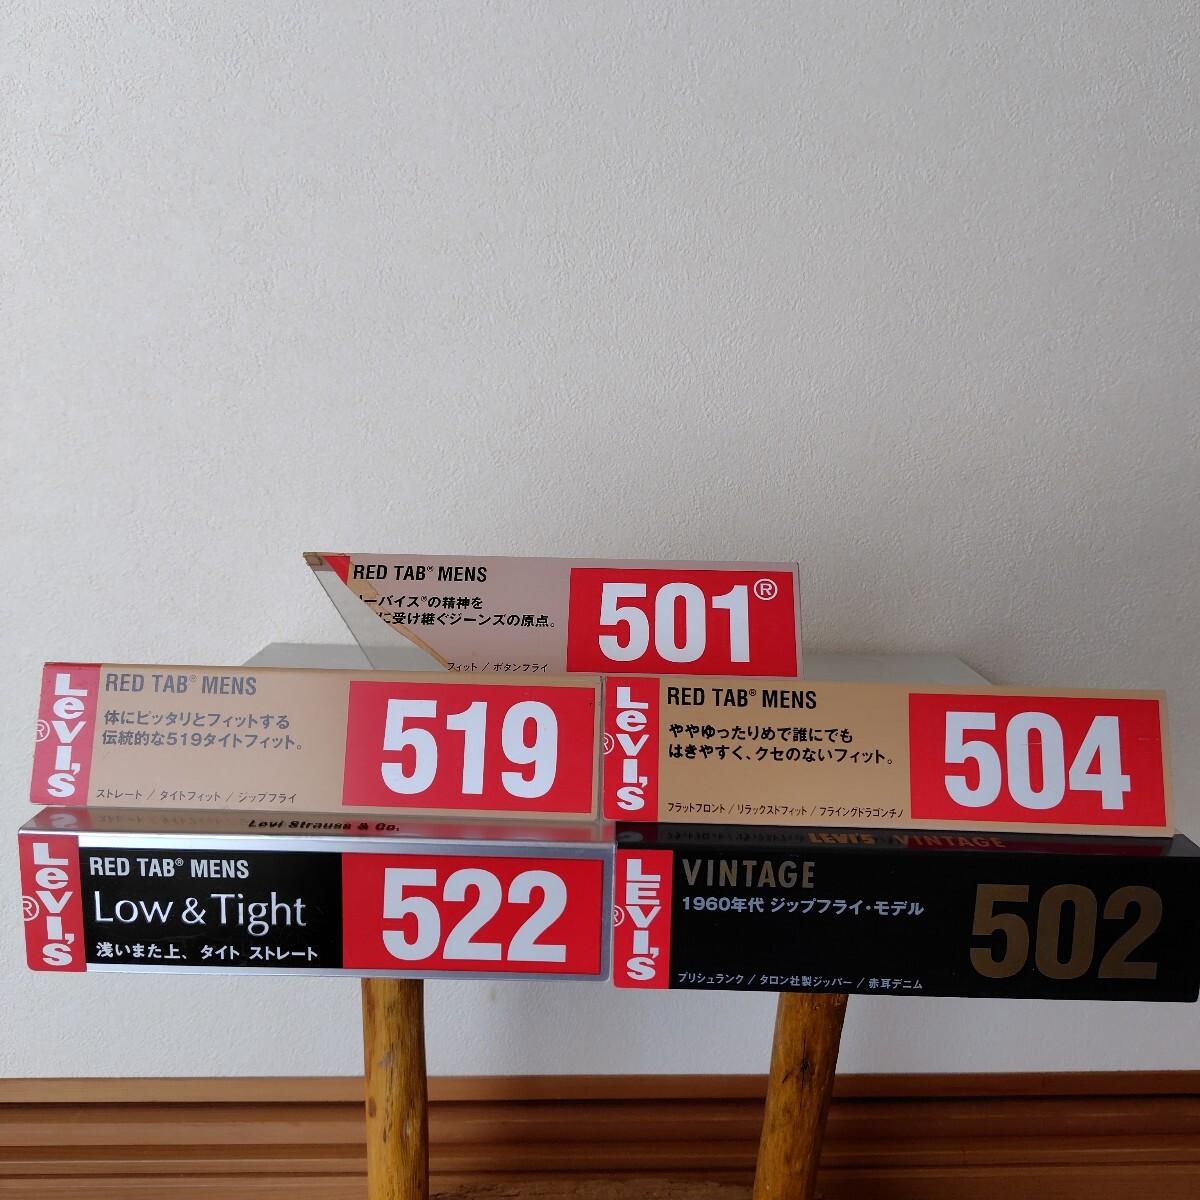 RED TAB® MENS
ーバイス®の精神を
に受け継ぐジーンズの原点。
フィット / ボタンフライ
501®
Levi's®
RED TAB® MENS
体にピッタリとフィットする
伝統的な519タイトフィット。
ストレート / タイトフィット / ジップフライ
519
Levi's®
RED TAB® MENS
ややゆったりめで誰にでも
はきやすく、クセのないフィット。
フラットフロント / リラックスドフィット / フライングドラゴンチノ
504
Levi Strauss & Co.
Levi's®
RED TAB® MENS
Low & Tight
浅いまた上、タイト ストレート
522
LEVI'S VINTAGE
LEVI'S®
VINTAGE
1960年代 ジップフライ・モデル
プリシュランク / タロン社製ジッパー / 赤耳デニム
502